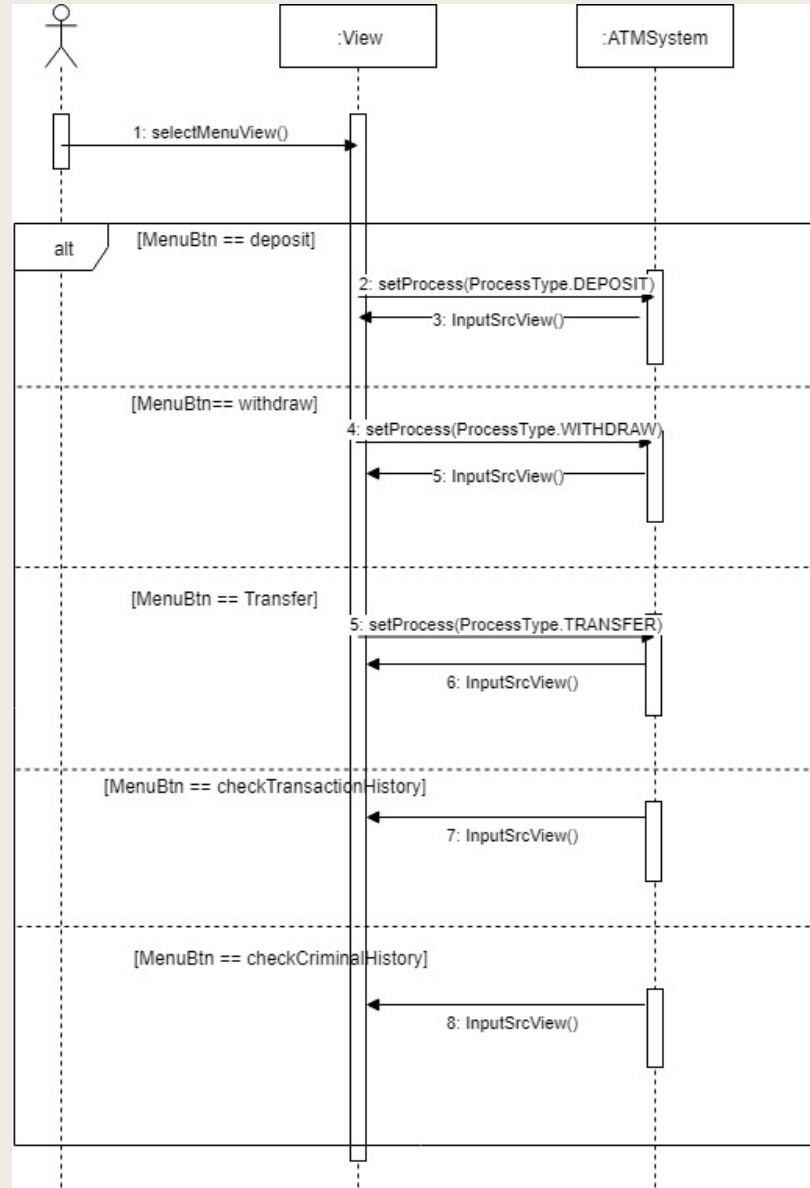 :View
:ATMSystem
1: selectMenuView()
alt
[MenuBtn == deposit]
2: setProcess(ProcessType.DEPOSIT)
3: InputSrcView()
[MenuBtn== withdraw]
4: setProcess(ProcessType.WITHDRAW)
5: InputSrcView()
[MenuBtn == Transfer]
5: setProcess(ProcessType.TRANSFER)
6: InputSrcView()
[MenuBtn == checkTransactionHistory]
7: InputSrcView()
[MenuBtn == checkCriminalHistory]
8: InputSrcView()